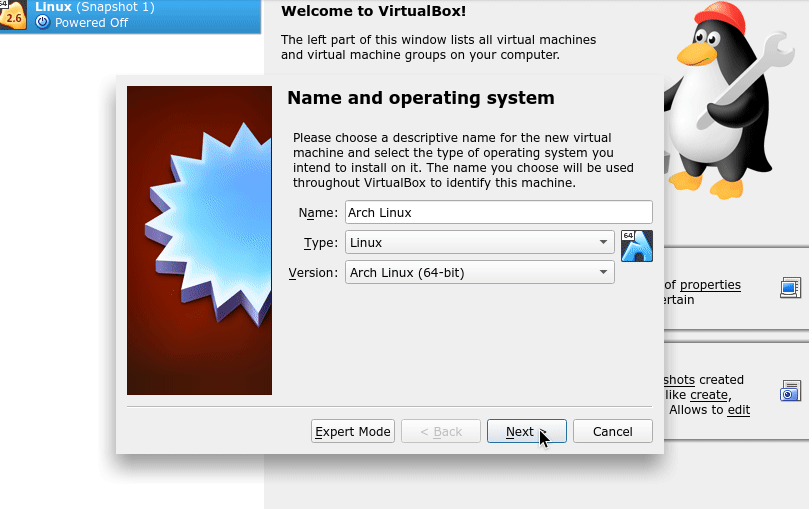 64
2.6
Linux (Snapshot 1)
Powered Off
Welcome to VirtualBox!
The left part of this window lists all virtual machines
and virtual machine groups on your computer.
Name and operating system
Please choose a descriptive name for the new virtual
machine and select the type of operating system you
intend to install on it. The name you choose will be used
throughout VirtualBox to identify this machine.
Name: Arch Linux
Type: Linux
64
Version: Arch Linux (64-bit)
of properties
ertain
shots created
like create,
Allows to edit
Expert Mode
< Back
Next >
Cancel